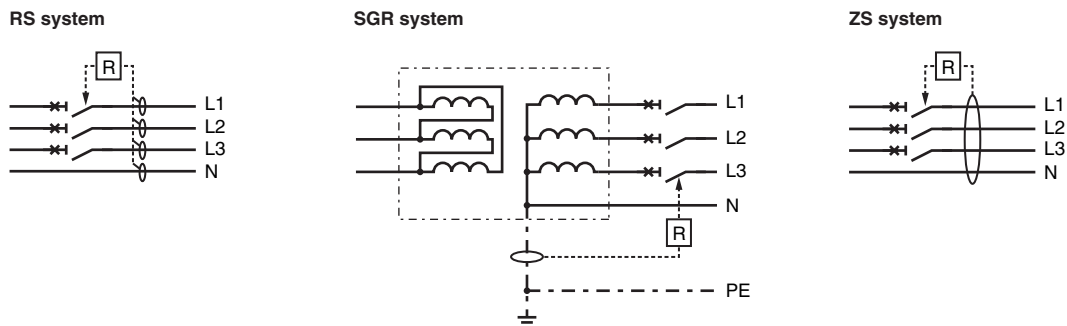 RS system
R
L1
L2
L3
N
SGR system
L1
L2
L3
N
R
PE
ZS system
R
L1
L2
L3
N